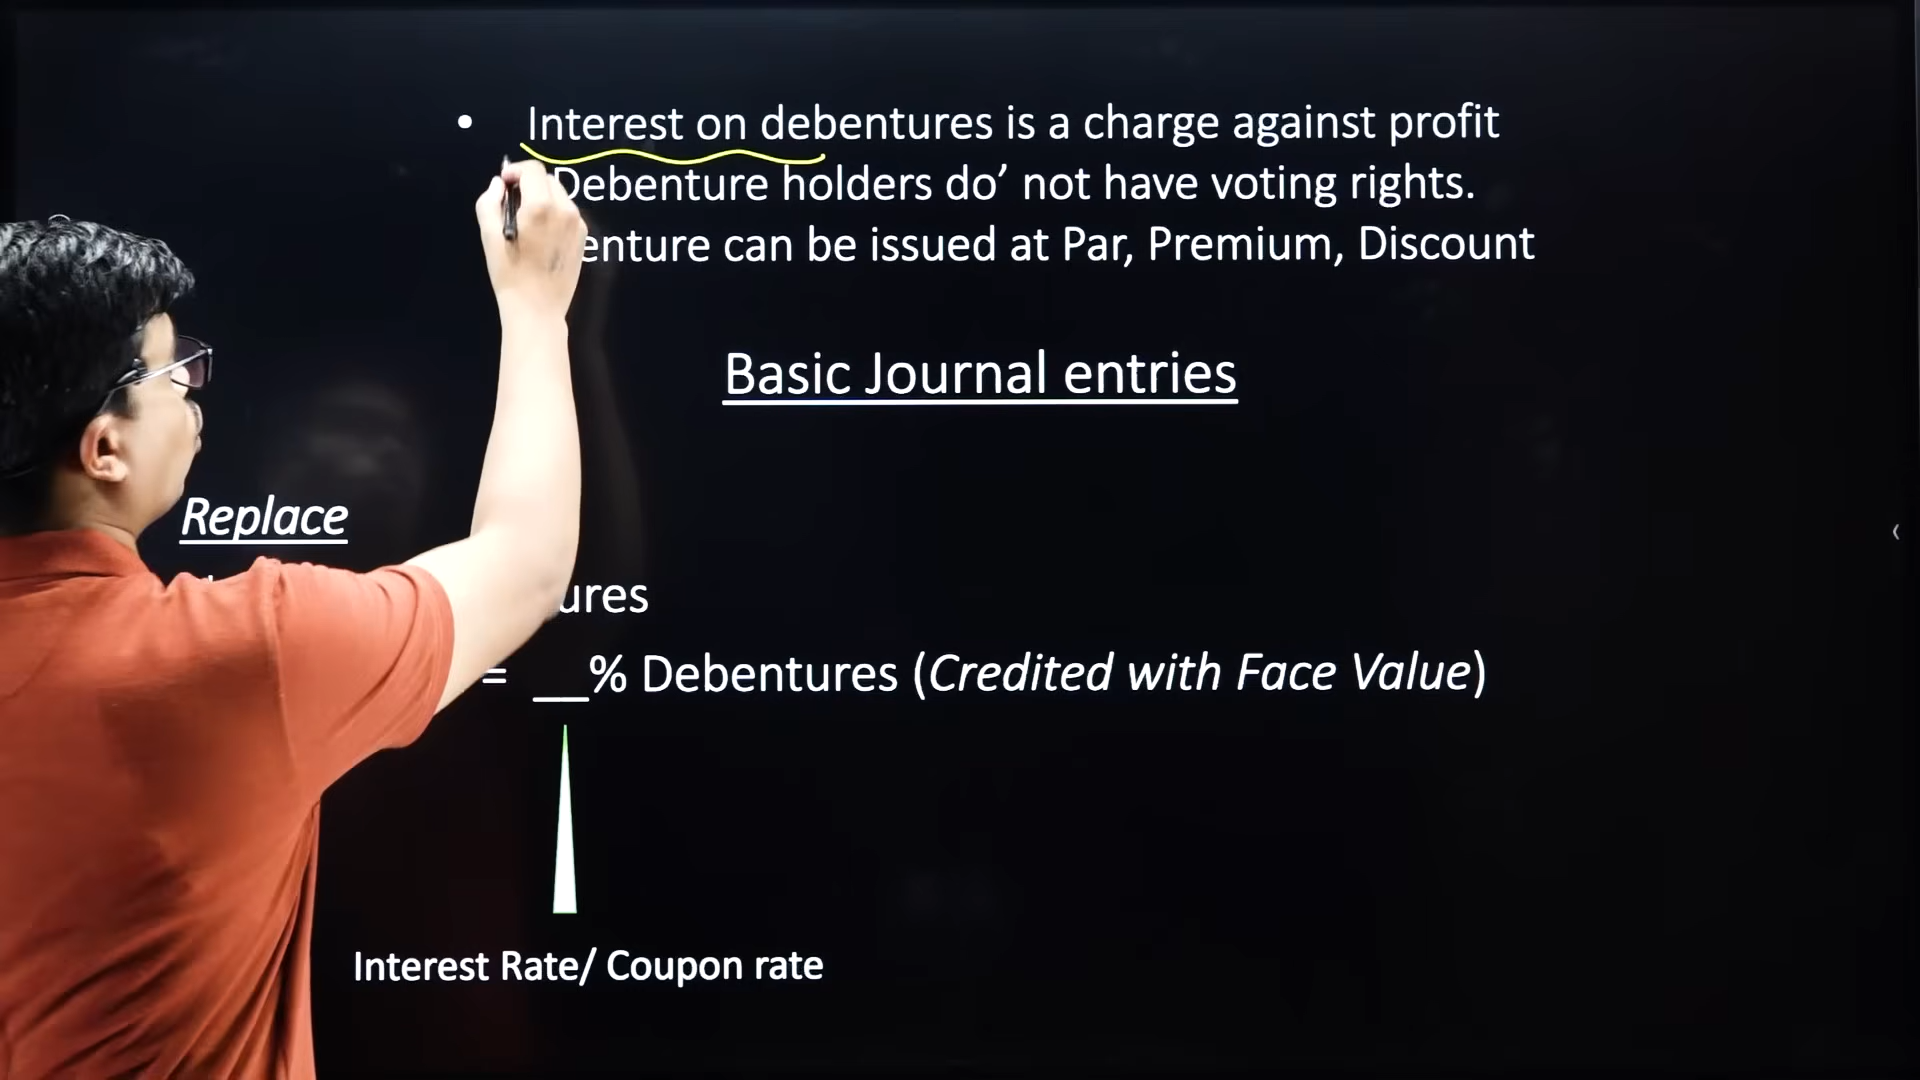 • Interest on debentures is a charge against profit
Debenture holders do’ not have voting rights.
enture can be issued at Par, Premium, Discount
Basic Journal entries
Replace
ures
= __% Debentures (Credited with Face Value)
Interest Rate/ Coupon rate